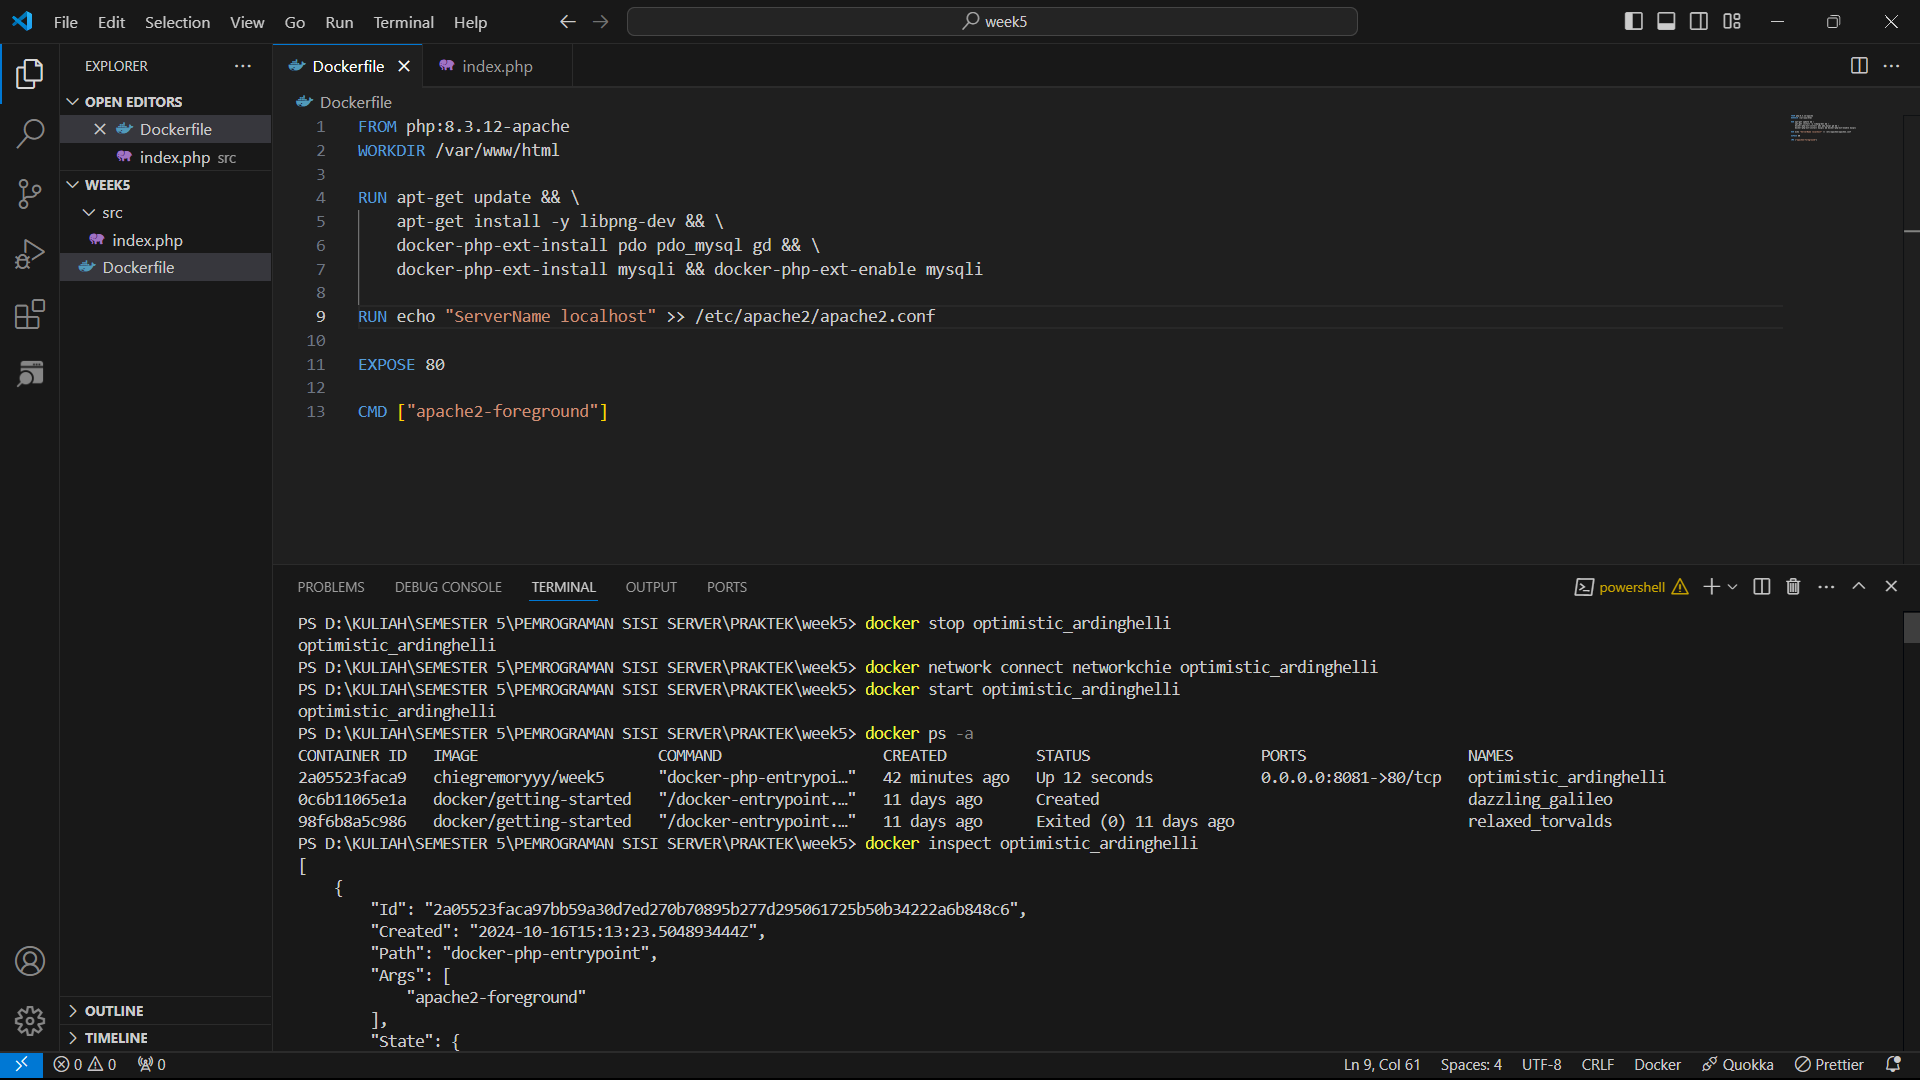 File Edit Selection View Go Run Terminal Help
week5
EXPLORER
OPEN EDITORS
Dockerfile
index.php src
WEEK5
src
index.php
Dockerfile
OUTLINE
TIMELINE
Dockerfile
index.php
Dockerfile
1 FROM php:8.3.12-apache
2 WORKDIR /var/www/html
3
4 RUN apt-get update && \
5 apt-get install -y libpng-dev && \
6 docker-php-ext-install pdo pdo_mysql gd && \
7 docker-php-ext-install mysqli && docker-php-ext-enable mysqli
8
9 RUN echo "ServerName localhost" >> /etc/apache2/apache2.conf
10
11 EXPOSE 80
12
13 CMD ["apache2-foreground"]
PROBLEMS DEBUG CONSOLE TERMINAL OUTPUT PORTS
powershell
PS D:\KULIAH\SEMESTER 5\PEMROGRAMAN SISI SERVER\PRAKTEK\week5> docker stop optimistic_ardinghelli
optimistic_ardinghelli
PS D:\KULIAH\SEMESTER 5\PEMROGRAMAN SISI SERVER\PRAKTEK\week5> docker network connect networkchie optimistic_ardinghelli
PS D:\KULIAH\SEMESTER 5\PEMROGRAMAN SISI SERVER\PRAKTEK\week5> docker start optimistic_ardinghelli
optimistic_ardinghelli
PS D:\KULIAH\SEMESTER 5\PEMROGRAMAN SISI SERVER\PRAKTEK\week5> docker ps -a
CONTAINER ID IMAGE COMMAND CREATED STATUS PORTS NAMES
2a05523faca9 chiegremoryyy/week5 "docker-php-entrypoi…" 42 minutes ago Up 12 seconds 0.0.0.0:8081->80/tcp optimistic_ardinghelli
0c6b11065e1a docker/getting-started "/docker-entrypoint.…" 11 days ago Created dazzling_galileo
98f6b8a5c986 docker/getting-started "/docker-entrypoint.…" 11 days ago Exited (0) 11 days ago relaxed_torvalds
PS D:\KULIAH\SEMESTER 5\PEMROGRAMAN SISI SERVER\PRAKTEK\week5> docker inspect optimistic_ardinghelli
[
{
"Id": "2a05523faca97bb59a30d7ed270b70895b277d295061725b50b34222a6b848c6",
"Created": "2024-10-16T15:13:23.504893444Z",
"Path": "docker-php-entrypoint",
"Args": [
"apache2-foreground"
],
"State": {
0 0 0
Ln 9, Col 61 Spaces: 4 UTF-8 CRLF Docker Quokka Prettier